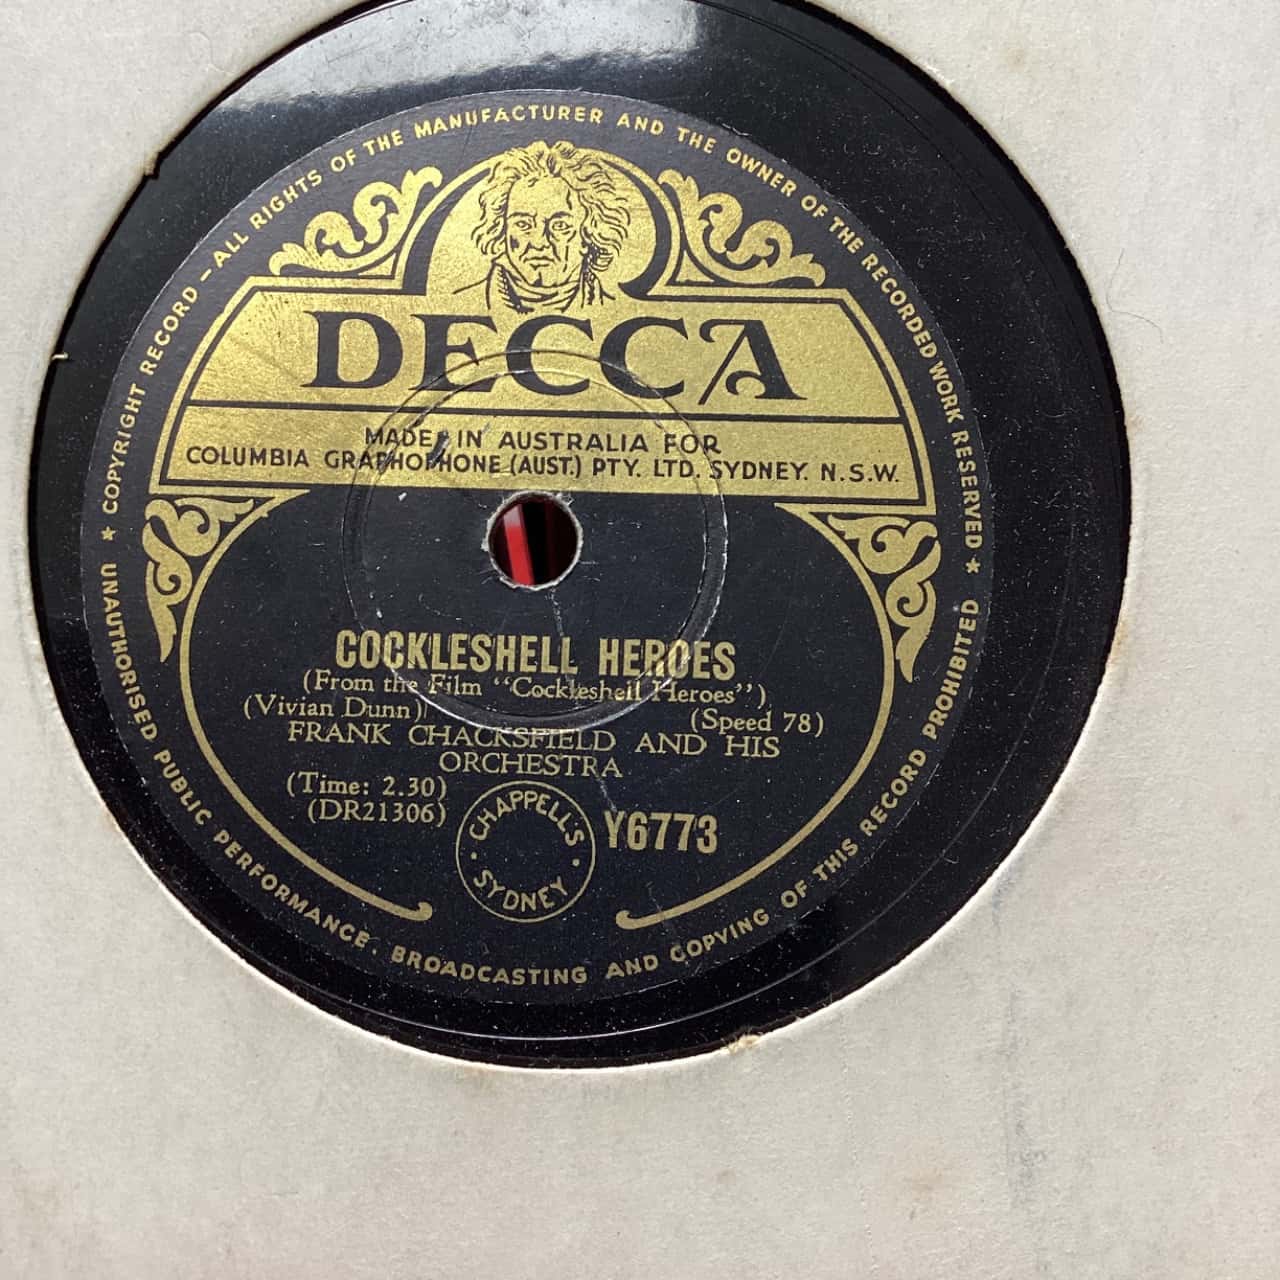 COPYRIGHT RECORD – ALL RIGHTS OF THE MANUFACTURER AND THE OWNER OF THE RECORDED WORK RESERVED
DECCA
MADE IN AUSTRALIA FOR
COLUMBIA GRAPHOPHONE (AUST.) PTY. LTD. SYDNEY. N.S.W.
COCKLESHELL HEROES
(From the Film "Cockleshell Heroes")
(Vivian Dunn) (Speed 78)
FRANK CHACKSFIELD AND HIS
ORCHESTRA
(Time: 2.30)
(DR21306)
CHAPPELL'S
· SYDNEY ·
Y6773
UNAUTHORISED PUBLIC PERFORMANCE. BROADCASTING AND COPYING OF THIS RECORD PROHIBITED